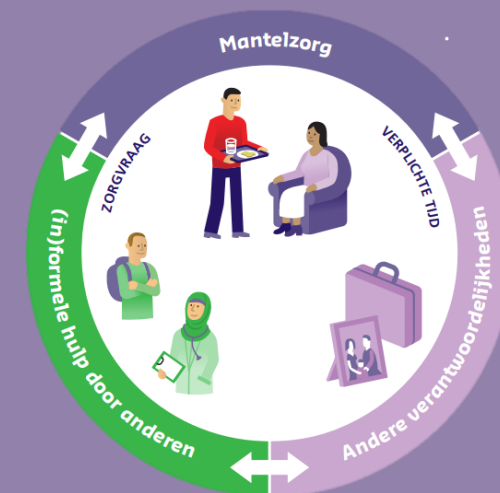 Mantelzorg
ZORGVRAAG
VERPLICHTE TIJD
(in)formele hulp door anderen
Andere verantwoordelijkheden